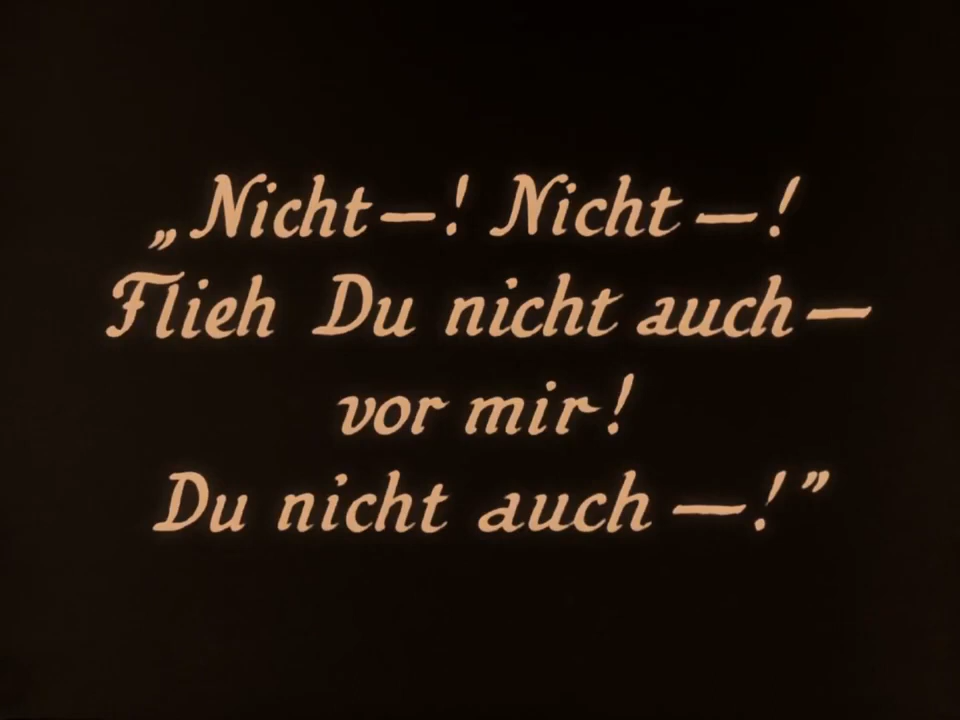 „Nicht—! Nicht—!
Flieh Du nicht auch—
vor mir!
Du nicht auch—!”